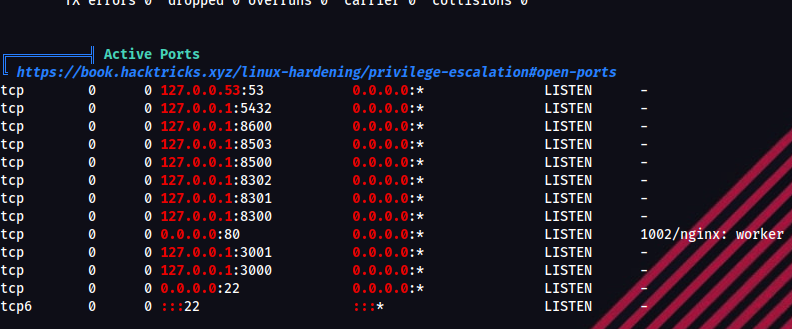 TX errors 0  dropped 0 overruns 0  carrier 0  collisions 0
Active Ports
https://book.hacktricks.xyz/linux-hardening/privilege-escalation#open-ports
tcp        0      0 127.0.0.53:53           0.0.0.0:*               LISTEN      -
tcp        0      0 127.0.0.1:5432          0.0.0.0:*               LISTEN      -
tcp        0      0 127.0.0.1:8600          0.0.0.0:*               LISTEN      -
tcp        0      0 127.0.0.1:8503          0.0.0.0:*               LISTEN      -
tcp        0      0 127.0.0.1:8500          0.0.0.0:*               LISTEN      -
tcp        0      0 127.0.0.1:8302          0.0.0.0:*               LISTEN      -
tcp        0      0 127.0.0.1:8301          0.0.0.0:*               LISTEN      -
tcp        0      0 127.0.0.1:8300          0.0.0.0:*               LISTEN      -
tcp        0      0 0.0.0.0:80              0.0.0.0:*               LISTEN      1002/nginx: worker
tcp        0      0 127.0.0.1:3001          0.0.0.0:*               LISTEN      -
tcp        0      0 127.0.0.1:3000          0.0.0.0:*               LISTEN      -
tcp        0      0 0.0.0.0:22              0.0.0.0:*               LISTEN      -
tcp6       0      0 :::22                   :::*                    LISTEN      -